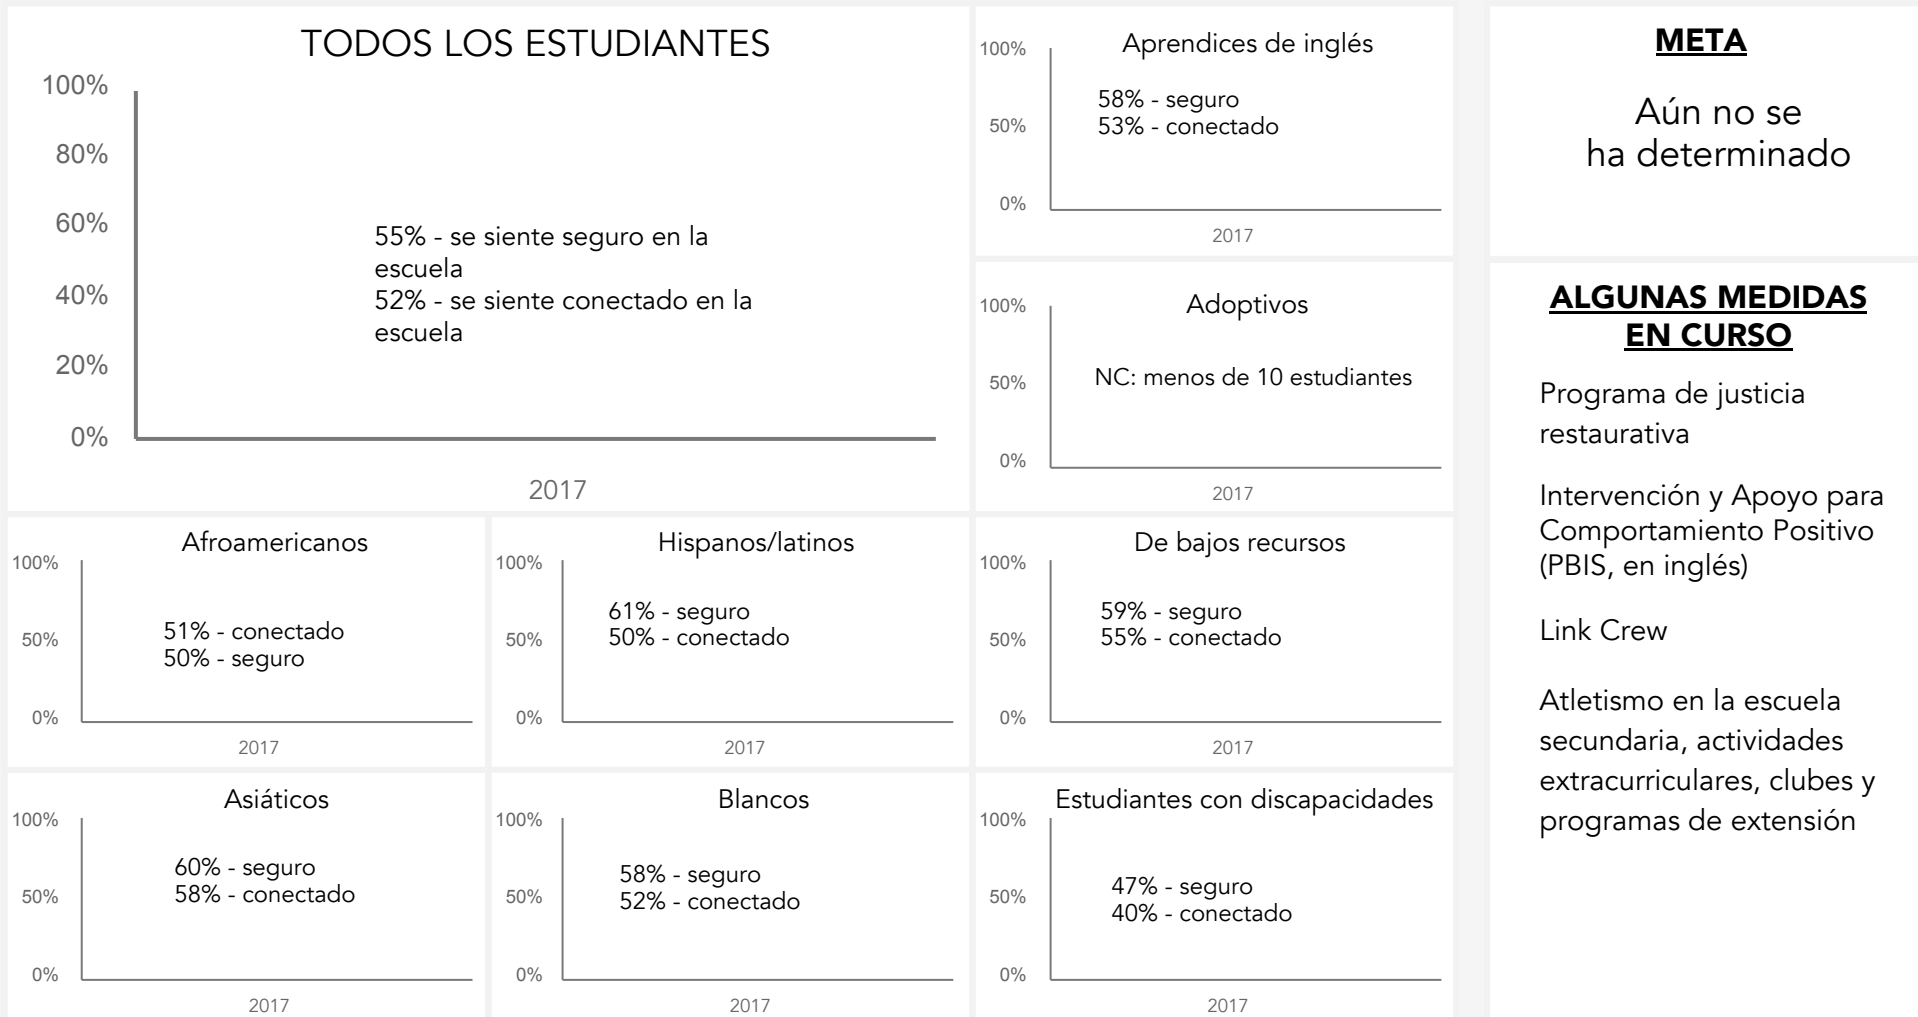 TODOS LOS ESTUDIANTES
100%
80%
60%
40%
20%
0%
55% - se siente seguro en la
escuela
52% - se siente conectado en la
escuela
2017
Aprendices de inglés
100%
50%
0%
58% - seguro
53% - conectado
2017
Adoptivos
100%
50%
0%
NC: menos de 10 estudiantes
2017
Afroamericanos
100%
50%
0%
51% - conectado
50% - seguro
2017
Hispanos/latinos
100%
50%
0%
61% - seguro
50% - conectado
2017
De bajos recursos
100%
50%
0%
59% - seguro
55% - conectado
2017
Asiáticos
100%
50%
0%
60% - seguro
58% - conectado
2017
Blancos
100%
50%
0%
58% - seguro
52% - conectado
2017
Estudiantes con discapacidades
100%
50%
0%
47% - seguro
40% - conectado
2017
META
Aún no se
ha determinado
ALGUNAS MEDIDAS
EN CURSO
Programa de justicia
restaurativa
Intervención y Apoyo para
Comportamiento Positivo
(PBIS, en inglés)
Link Crew
Atletismo en la escuela
secundaria, actividades
extracurriculares, clubes y
programas de extensión